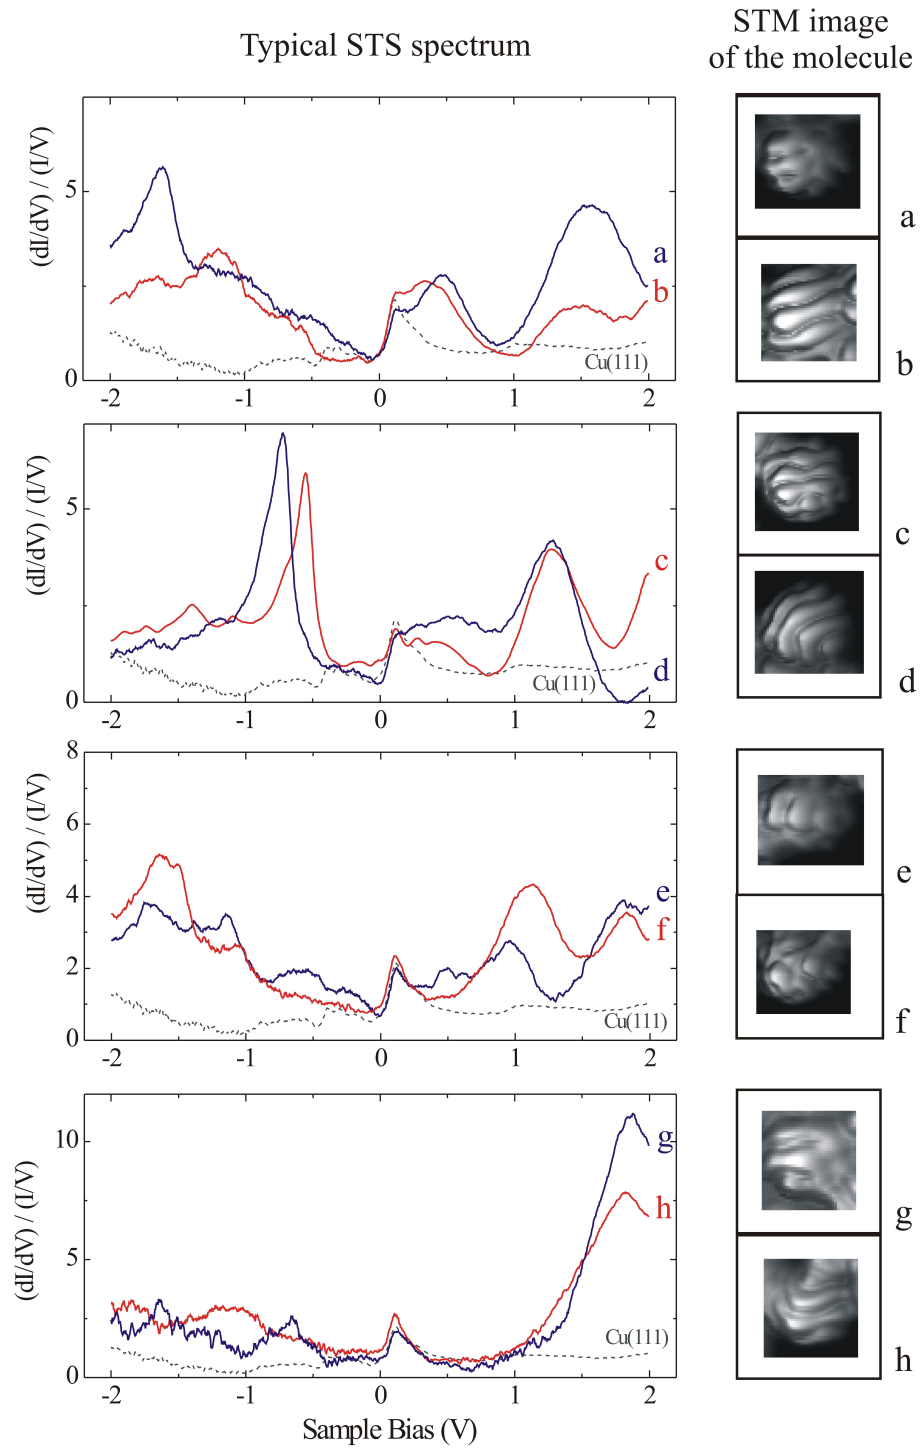 Typical STS spectrum
STM image
of the molecule
(dI/dV) / (I/V)
5
0
a
b
Cu(111)
-2
-1
0
1
2
a
b
(dI/dV) / (I/V)
5
0
c
d
Cu(111)
-2
-1
0
1
2
c
d
(dI/dV) / (I/V)
8
6
4
2
0
e
f
Cu(111)
-2
-1
0
1
2
e
f
(dI/dV) / (I/V)
10
5
0
g
h
Cu(111)
-2
-1
0
1
2
Sample Bias (V)
g
h